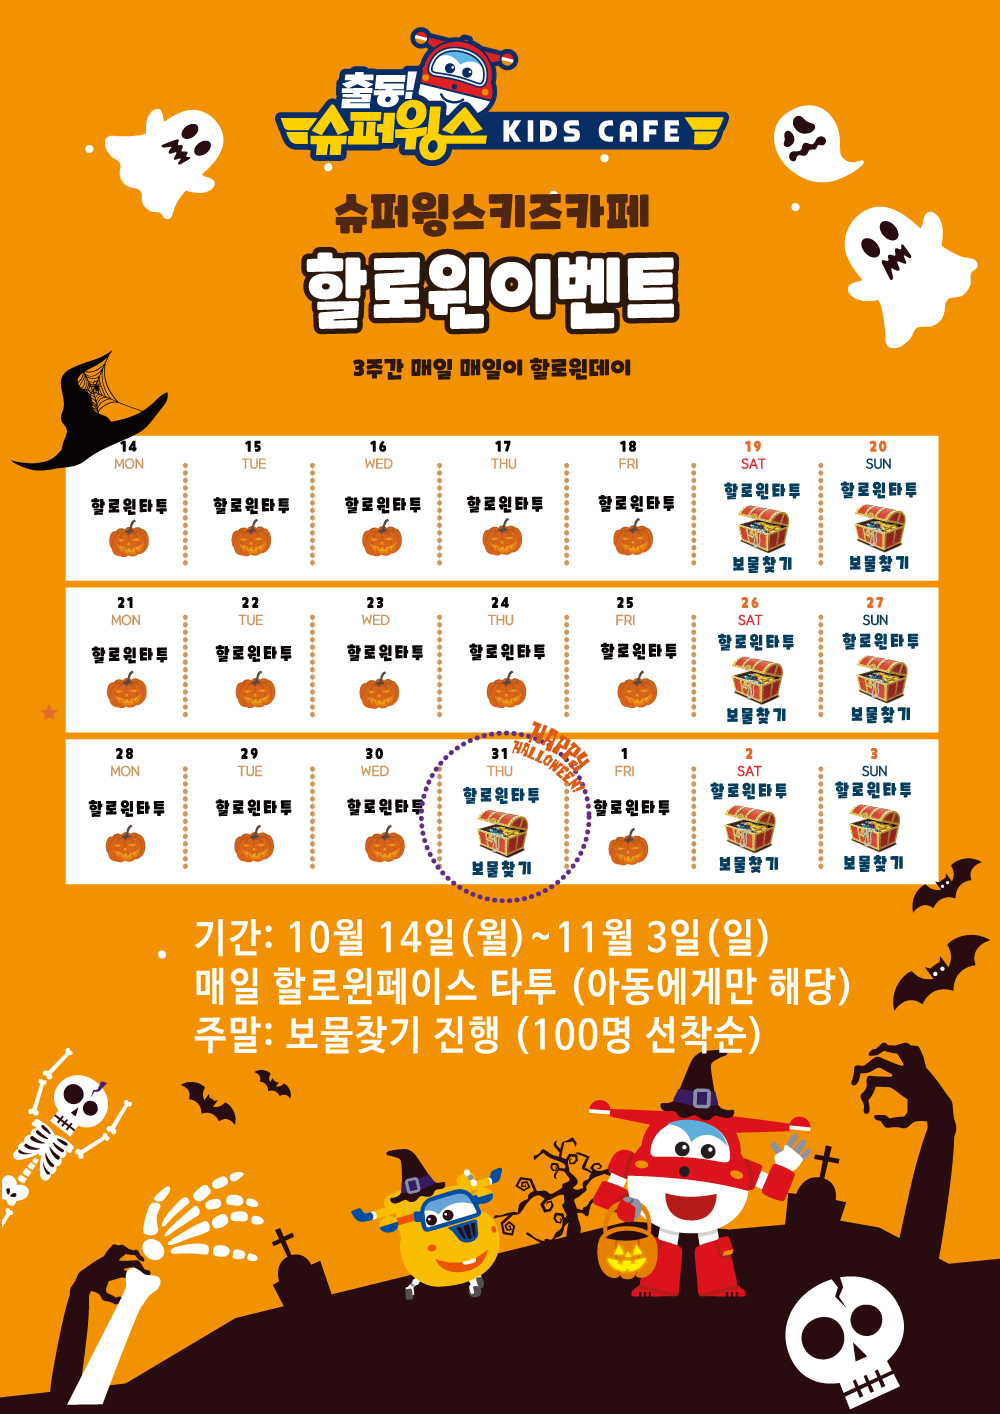 출동!
슈퍼윙스 KIDS CAFE
슈퍼윙스키즈카페
할로윈이벤트
3주간 매일 매일이 할로윈데이
14 15 16 17 18 19 20
MON TUE WED THU FRI SAT SUN
할로윈타투 할로윈타투 할로윈타투 할로윈타투 할로윈타투 할로윈타투 할로윈타투
보물찾기 보물찾기
21 22 23 24 25 26 27
MON TUE WED THU FRI SAT SUN
할로윈타투 할로윈타투 할로윈타투 할로윈타투 할로윈타투 할로윈타투 할로윈타투
보물찾기 보물찾기
HAPPY
HALLOWEEN!
28 29 30 31 1 2 3
MON TUE WED THU FRI SAT SUN
할로윈타투 할로윈타투 할로윈타투 할로윈타투 할로윈타투 할로윈타투 할로윈타투
보물찾기 보물찾기 보물찾기
기간: 10월 14일(월)~11월 3일(일)
매일 할로윈페이스 타투 (아동에게만 해당)
주말: 보물찾기 진행 (100명 선착순)